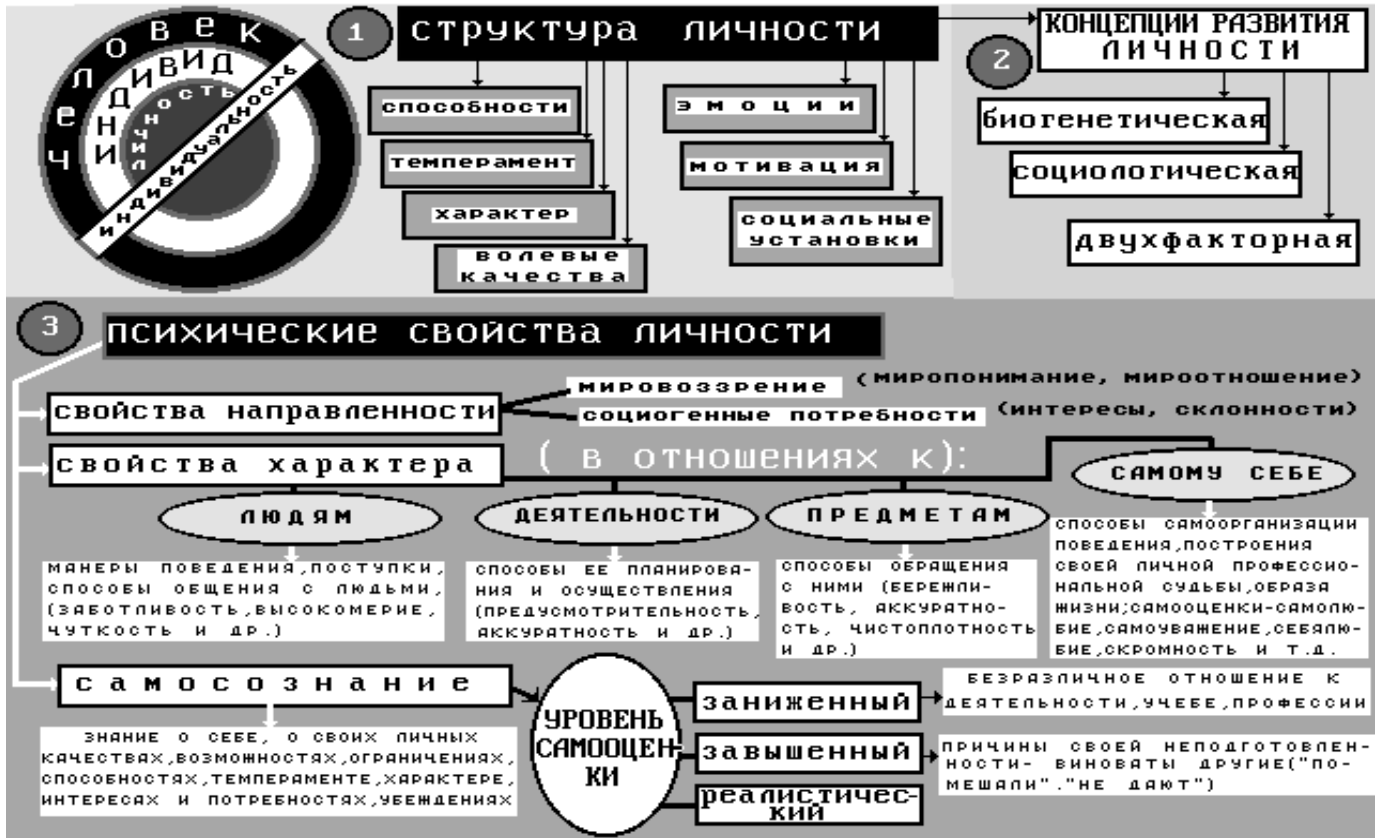 человек
индивид
личность
индивидуальность
1
структура личности
способности
темперамент
характер
волевые
качества
эмоции
мотивация
социальные
установки
2
КОНЦЕПЦИИ РАЗВИТИЯ
ЛИЧНОСТИ
биогенетическая
социологическая
двухфакторная
3
психические свойства личности
свойства направленности
мировоззрение (миропонимание, мироотношение)
социогенные потребности (интересы, склонности)
свойства характера
( в отношениях к):
ЛЮДЯМ
ДЕЯТЕЛЬНОСТИ
ПРЕДМЕТАМ
САМОМУ СЕБЕ
МАНЕРЫ ПОВЕДЕНИЯ,ПОСТУПКИ,
СПОСОБЫ ОБЩЕНИЯ С ЛЮДЬМИ,
(ЗАБОТЛИВОСТЬ,ВЫСОКОМЕРИЕ,
ЧУТКОСТЬ И ДР.)
СПОСОБЫ ЕЕ ПЛАНИРОВА-
НИЯ И ОСУЩЕСТВЛЕНИЯ
(ПРЕДУСМОТРИТЕЛЬНОСТЬ,
АККУРАТНОСТЬ И ДР.)
СПОСОБЫ ОБРАЩЕНИЯ
С НИМИ (БЕРЕЖЛИ-
ВОСТЬ, АККУРАТНО-
СТЬ, ЧИСТОПЛОТНОСТЬ
И ДР.)
СПОСОБЫ САМООРГАНИЗАЦИИ
ПОВЕДЕНИЯ,ПОСТРОЕНИЯ
СВОЕЙ ЛИЧНОЙ ПРОФЕССИО-
НАЛЬНОЙ СУДЬБЫ,ОБРАЗА
ЖИЗНИ;САМООЦЕНКИ-САМОЛЮ-
БИЕ,САМОУВАЖЕНИЕ,СЕБЯЛЮ-
БИЕ,СКРОМНОСТЬ И Т.Д.
самосознание
ЗНАНИЕ О СЕБЕ, О СВОИХ ЛИЧНЫХ
КАЧЕСТВАХ,ВОЗМОЖНОСТЯХ,ОГРАНИЧЕНИЯХ,
СПОСОБНОСТЯХ,ТЕМПЕРАМЕНТЕ,ХАРАКТЕРЕ,
ИНТЕРЕСАХ И ПОТРЕБНОСТЯХ,УБЕЖДЕНИЯХ
УРОВЕНЬ
САМООЦЕН-
КИ
заниженный
БЕЗРАЗЛИЧНОЕ ОТНОШЕНИЕ К
ДЕЯТЕЛЬНОСТИ,УЧЕБЕ,ПРОФЕССИИ
завышенный
ПРИЧИНЫ СВОЕЙ НЕПОДГОТОВЛЕН-
НОСТИ- ВИНОВАТЫ ДРУГИЕ("ПО-
МЕШАЛИ"."НЕ ДАЮТ")
реалистичес-
кий